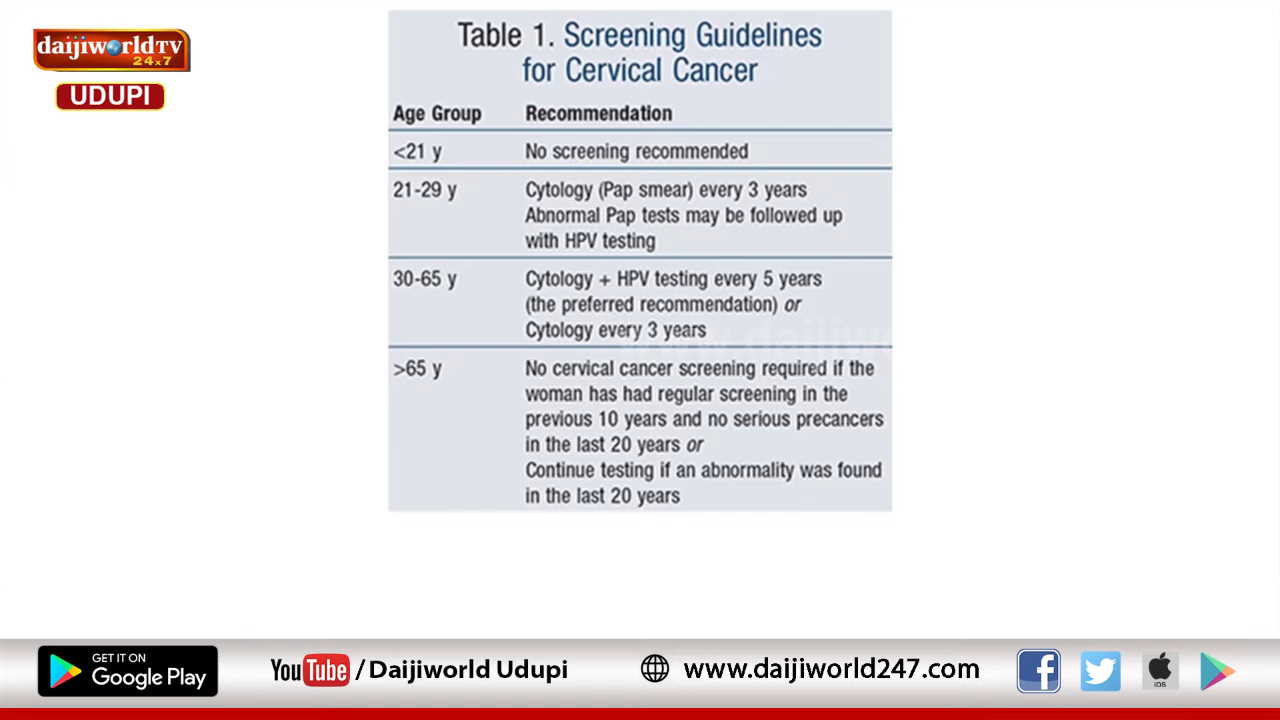 daijiworldTV
24x7
UDUPI
Table 1. Screening Guidelines
for Cervical Cancer
Age Group Recommendation
<21 y No screening recommended
21-29 y Cytology (Pap smear) every 3 years
Abnormal Pap tests may be followed up
with HPV testing
30-65 y Cytology + HPV testing every 5 years
(the preferred recommendation) or
Cytology every 3 years
>65 y No cervical cancer screening required if the
woman has had regular screening in the
previous 10 years and no serious precancers
in the last 20 years or
Continue testing if an abnormality was found
in the last 20 years
GET IT ON
Google Play
YouTube / Daijiworld Udupi
www.daijiworld247.com
iOS